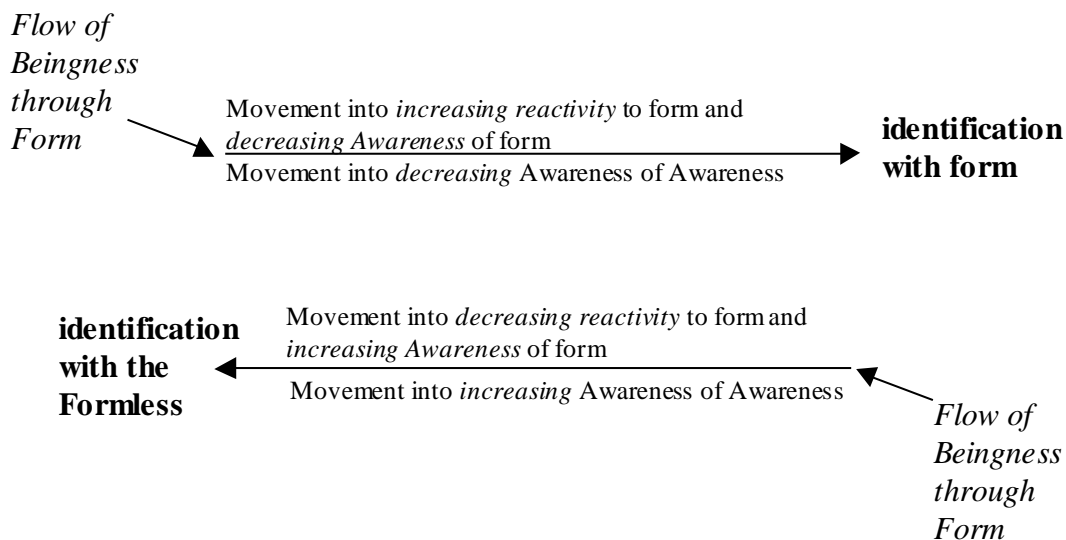 Flow of
Beingness
through
Form
Movement into increasing reactivity to form and
decreasing Awareness of form
Movement into decreasing Awareness of Awareness
identification
with form
identification
with the
Formless
Movement into decreasing reactivity to form and
increasing Awareness of form
Movement into increasing Awareness of Awareness
Flow of
Beingness
through
Form